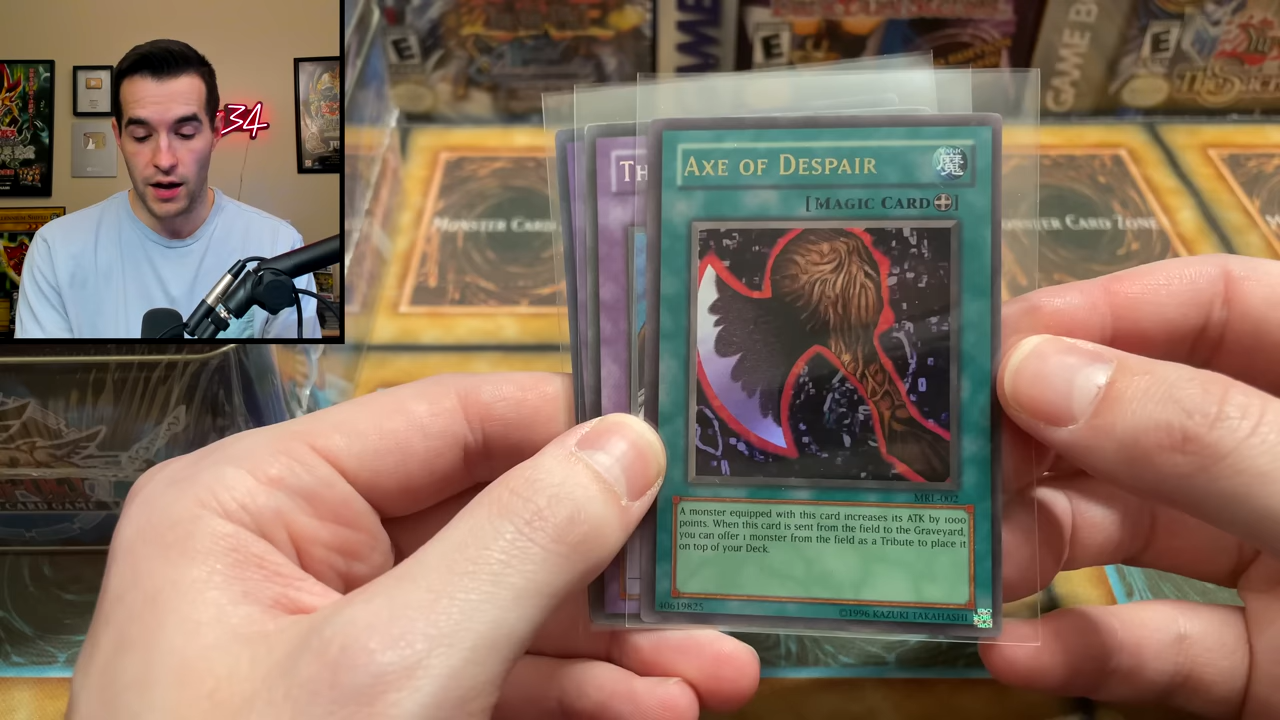 E
E
GAME B
E
34
MONSTER CARD
MONSTER CARD ZONE
TH
AXE OF DESPAIR
魔
[MAGIC CARD]
MRL-002
A monster equipped with this card increases its ATK by 1000
points. When this card is sent from the field to the Graveyard,
you can offer 1 monster from the field as a Tribute to place it
on top of your Deck.
40619825
©1996 KAZUKI TAKAHASHI
CARD GAME